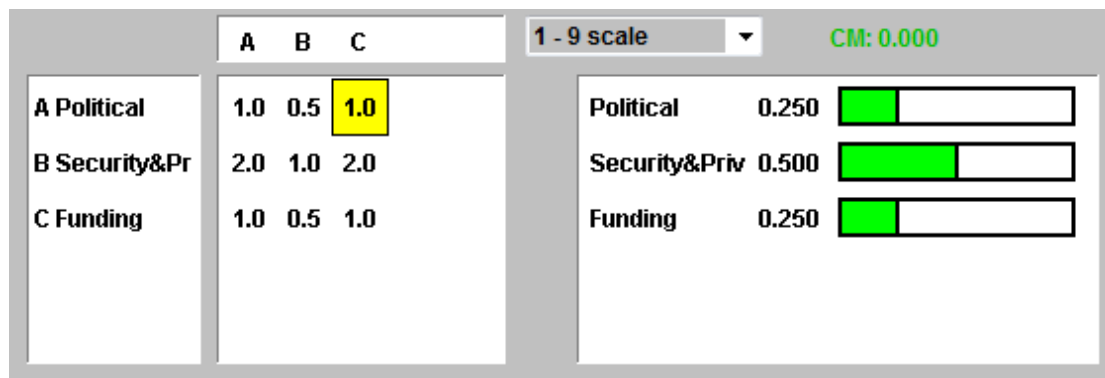 A B C
1 - 9 scale
CM: 0.000
A Political 1.0 0.5 1.0
B Security&Pr 2.0 1.0 2.0
C Funding 1.0 0.5 1.0
Political 0.250
Security&Priv 0.500
Funding 0.250